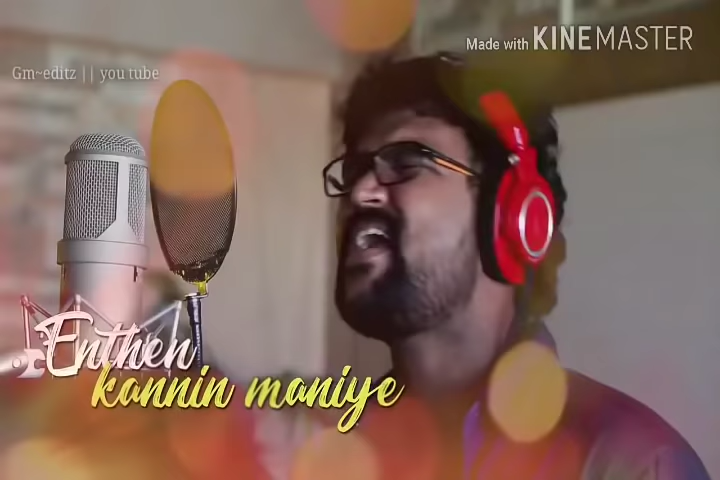 Made with KINEMASTER
Gm~editz || you tube
Enthen
kannin maniye